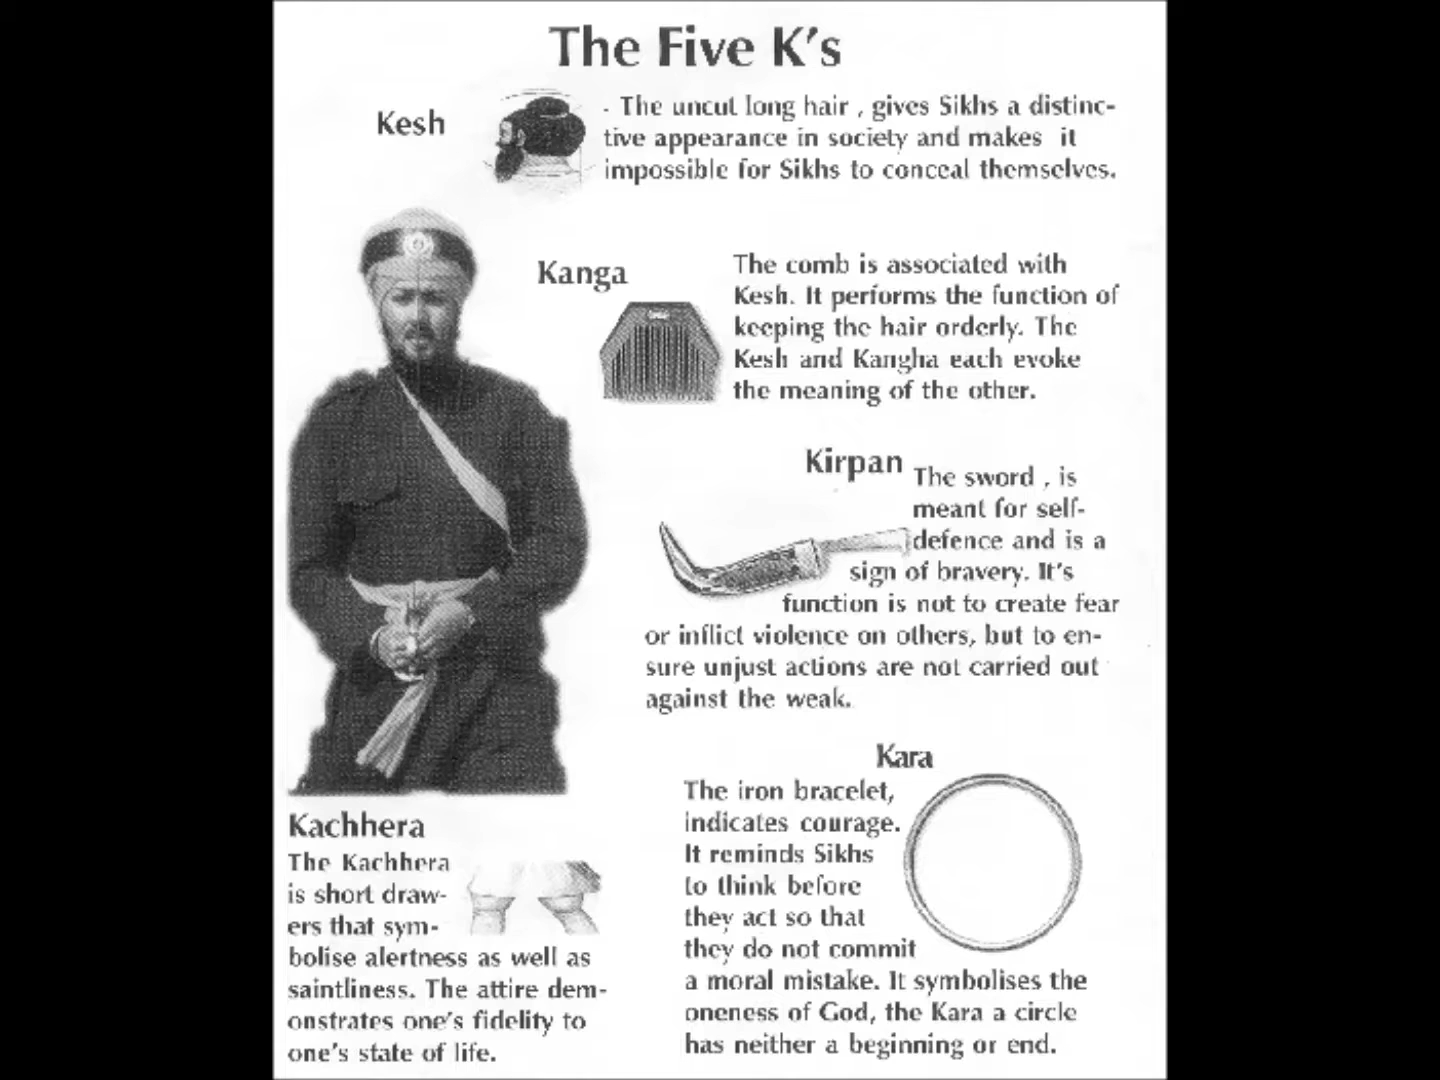 The Five K's
Kesh
- The uncut long hair , gives Sikhs a distinc-
tive appearance in society and makes it
impossible for Sikhs to conceal themselves.
Kanga
The comb is associated with
Kesh. It performs the function of
keeping the hair orderly. The
Kesh and Kangha each evoke
the meaning of the other.
Kirpan
The sword , is
meant for self-
defence and is a
sign of bravery. It's
function is not to create fear
or inflict violence on others, but to en-
sure unjust actions are not carried out
against the weak.
Kara
The iron bracelet,
indicates courage.
It reminds Sikhs
to think before
they act so that
they do not commit
a moral mistake. It symbolises the
oneness of God, the Kara a circle
has neither a beginning or end.
Kachhera
The Kachhera
is short draw-
ers that sym-
bolise alertness as well as
saintliness. The attire dem-
onstrates one's fidelity to
one's state of life.